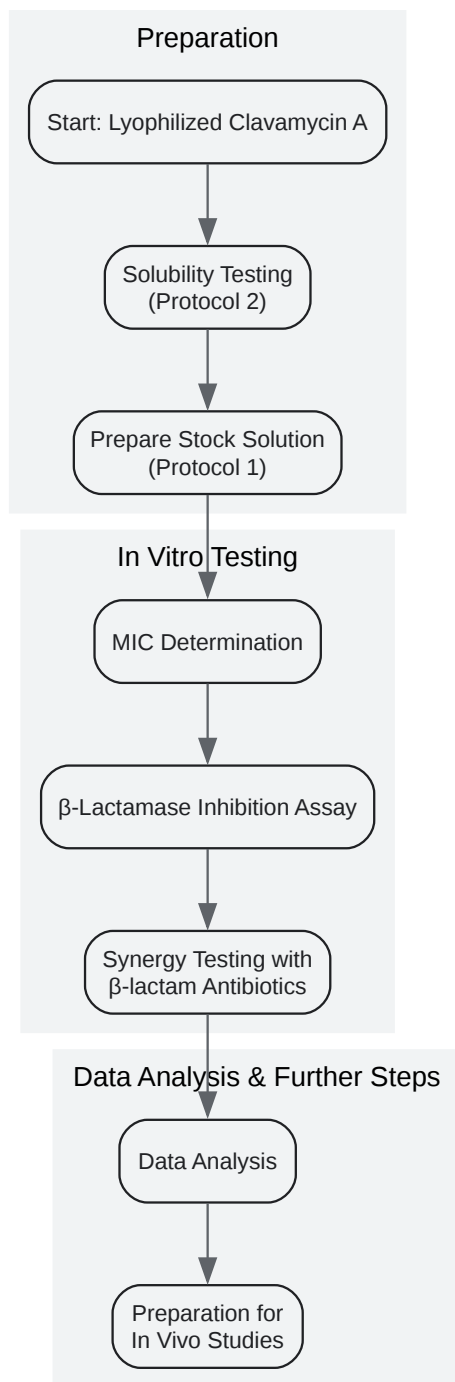 Preparation
Start: Lyophilized Clavamycin A
Solubility Testing
(Protocol 2)
Prepare Stock Solution
(Protocol 1)
In Vitro Testing
MIC Determination
β-Lactamase Inhibition Assay
Synergy Testing with
β-lactam Antibiotics
Data Analysis & Further Steps
Data Analysis
Preparation for
In Vivo Studies